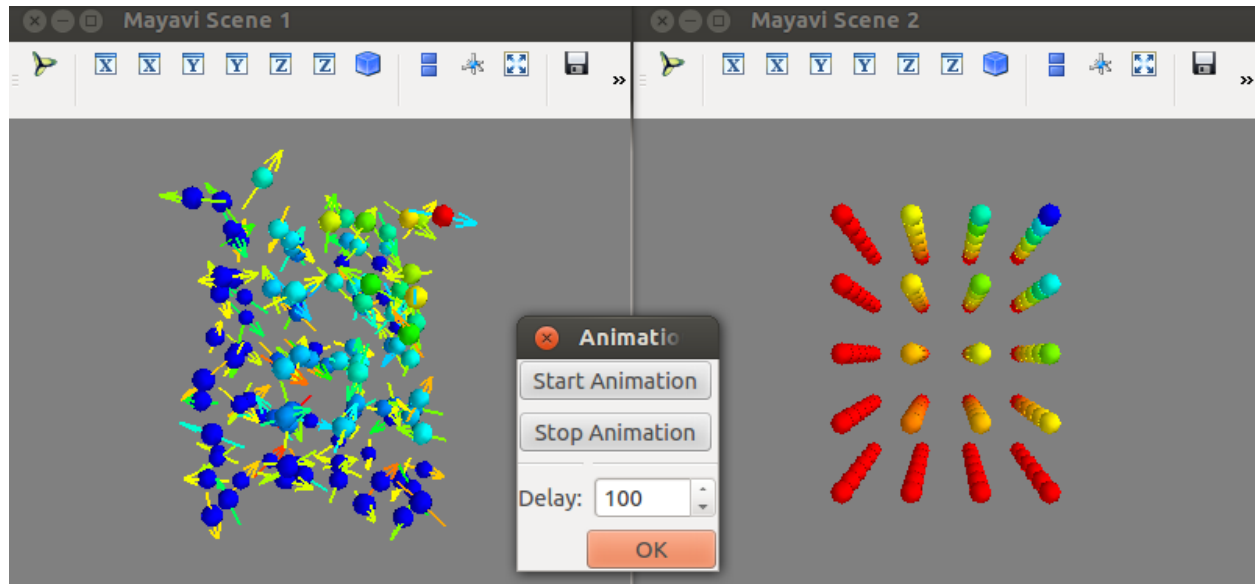 Mayavi Scene 1
X X Y Y Z Z
»
Mayavi Scene 2
X X Y Y Z Z
»
Animatio
Start Animation
Stop Animation
Delay: 100
OK